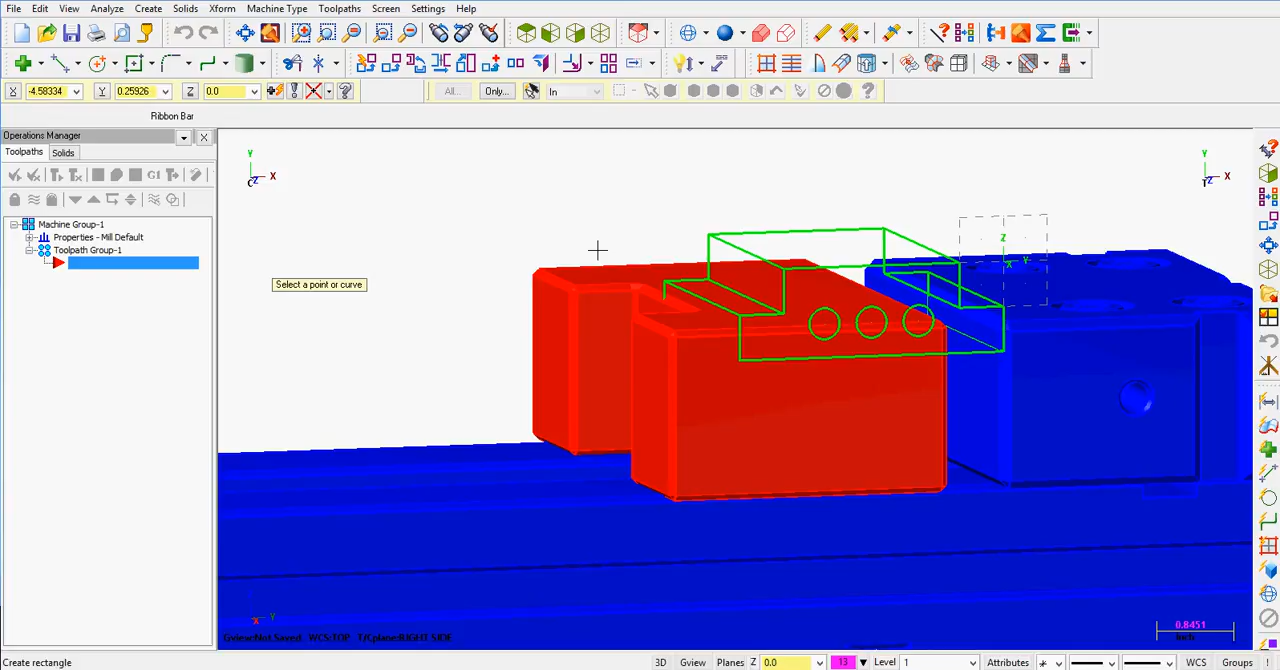 File Edit View Analyze Create Solids Xform Machine Type Toolpaths Screen Settings Help
X -4.58334 Y 0.25926 Z 0.0 All... Only... In
Ribbon Bar
Operations Manager
Toolpaths Solids
G1
Machine Group-1
Properties - Mill Default
Toolpath Group-1
Select a point or curve
Y
Z X
C
Y
Z X
T
Z
X Y
X Y
Gview:Not Saved. WCS:TOP T/Cplane:RIGHT SIDE
0.8451
Inch
Create rectangle 3D Gview Planes Z 0.0 13 Level 1 Attributes WCS Groups